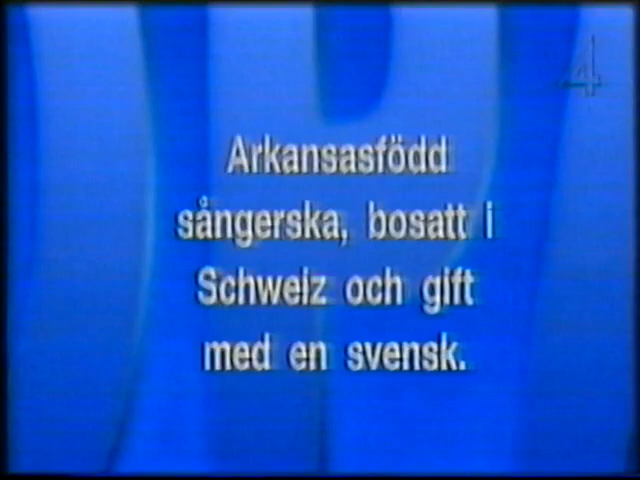 4
Arkansasfödd
sångerska, bosatt i
Schweiz och gift
med en svensk.